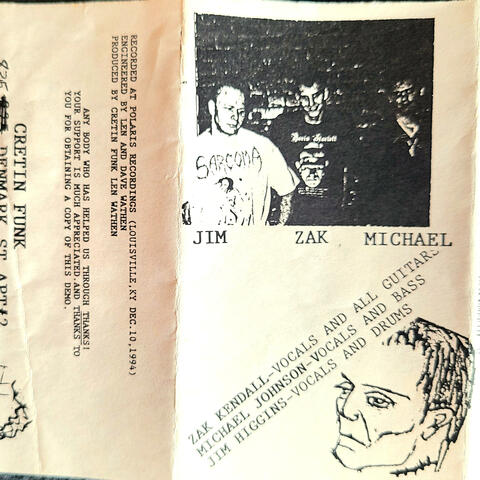 SARCOMA
JIM ZAK MICHAEL
ZAK KENDALL-VOCALS AND ALL GUITARS
MICHAEL JOHNSON-VOCALS AND BASS
JIM HIGGINS-VOCALS AND DRUMS
RECORDED AT POLARIS RECORDINGS (LOUISVILLE,KY DEC.10,1994)
ENGINEERED BY LEN AND DAVE WATHEN
PRODUCED BY CRETIN FUNK LEN WATHEN
ANY BODY WHO HAS HELPED US THROUGH THANKS!
YOUR SUPPORT IS MUCH APPRECIATED.AND THANKS TO
YOU FOR OBTAINING A COPY OF THIS DEMO.
CRETIN FUNK
DENMARK ST APT#2